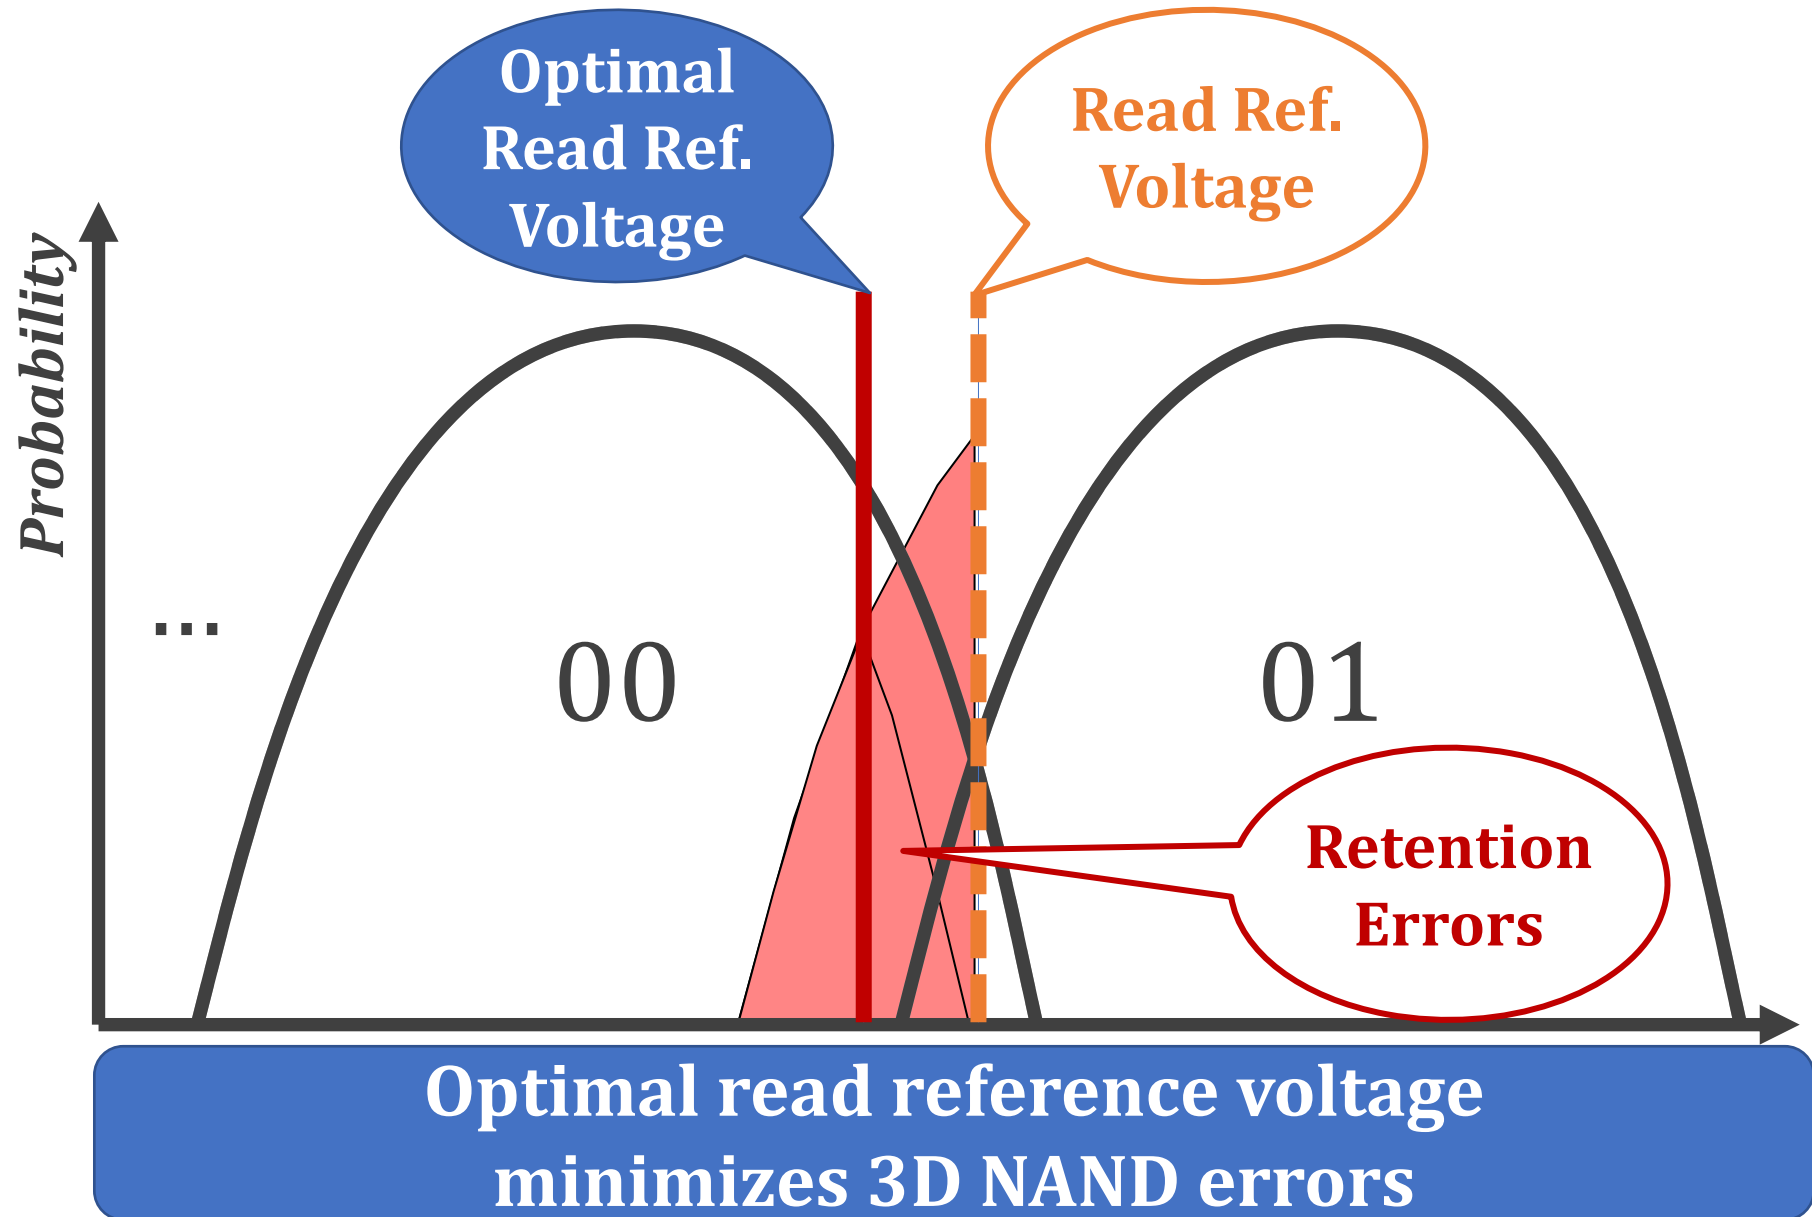 Optimal
Read Ref.
Voltage
Read Ref.
Voltage
Probability
...
00
01
Retention
Errors
Optimal read reference voltage
minimizes 3D NAND errors